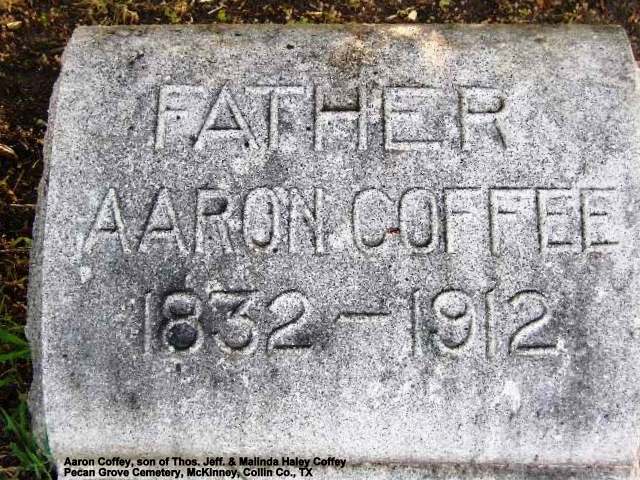 FATHER
AARON COFFEE
1832-1912
Aaron Coffey, son of Thos. Jeff. & Malinda Haley Coffey
Pecan Grove Cemetery, McKinney, Collin Co., TX